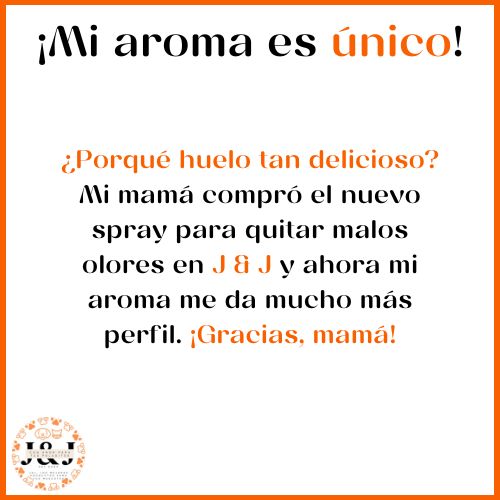 ¡Mi aroma es único!
¿Porqué huelo tan delicioso?
Mi mamá compró el nuevo
spray para quitar malos
olores en J & J y ahora mi
aroma me da mucho más
perfil. ¡Gracias, mamá!
J&J